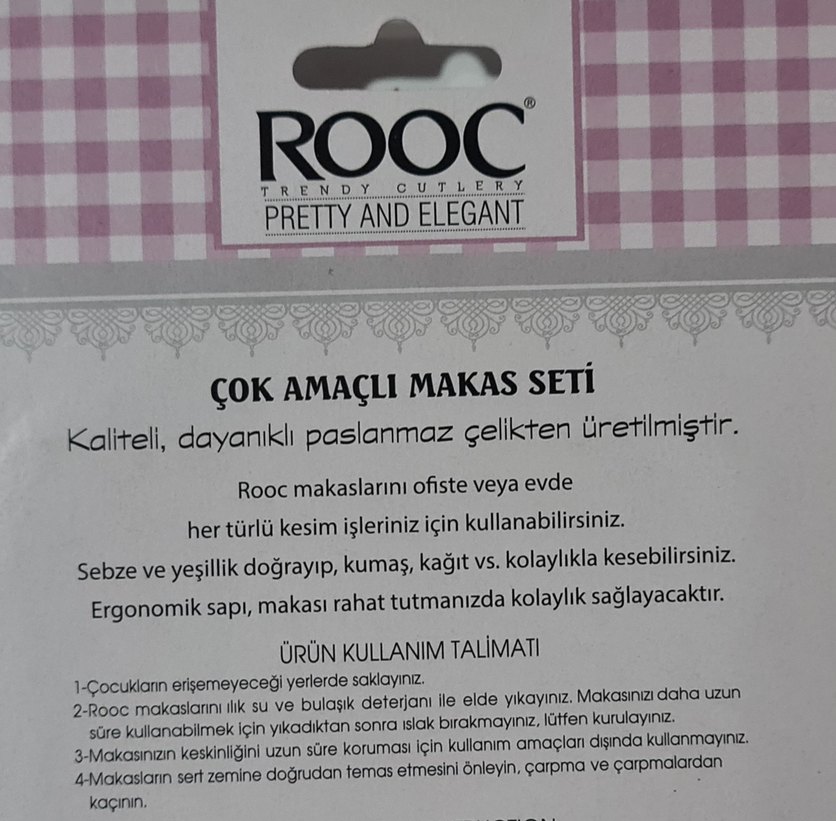 ROOC®
TRENDY CUTLERY
PRETTY AND ELEGANT
ÇOK AMAÇLI MAKAS SETİ
Kaliteli, dayanıklı paslanmaz çelikten üretilmiştir.
Rooc makaslarını ofiste veya evde
her türlü kesim işleriniz için kullanabilirsiniz.
Sebze ve yeşillik doğrayıp, kumaş, kağıt vs. kolaylıkla kesebilirsiniz.
Ergonomik sapı, makası rahat tutmanızda kolaylık sağlayacaktır.
ÜRÜN KULLANIM TALİMATI
1-Çocukların erişemeyeceği yerlerde saklayınız.
2-Rooc makaslarını ılık su ve bulaşık deterjanı ile elde yıkayınız. Makasınızı daha uzun
süre kullanabilmek için yıkadıktan sonra ıslak bırakmayınız, lütfen kurulayınız.
3-Makasınızın keskinliğini uzun süre koruması için kullanım amaçları dışında kullanmayınız.
4-Makasların sert zemine doğrudan temas etmesini önleyin, çarpma ve çarpmalardan
kaçının.